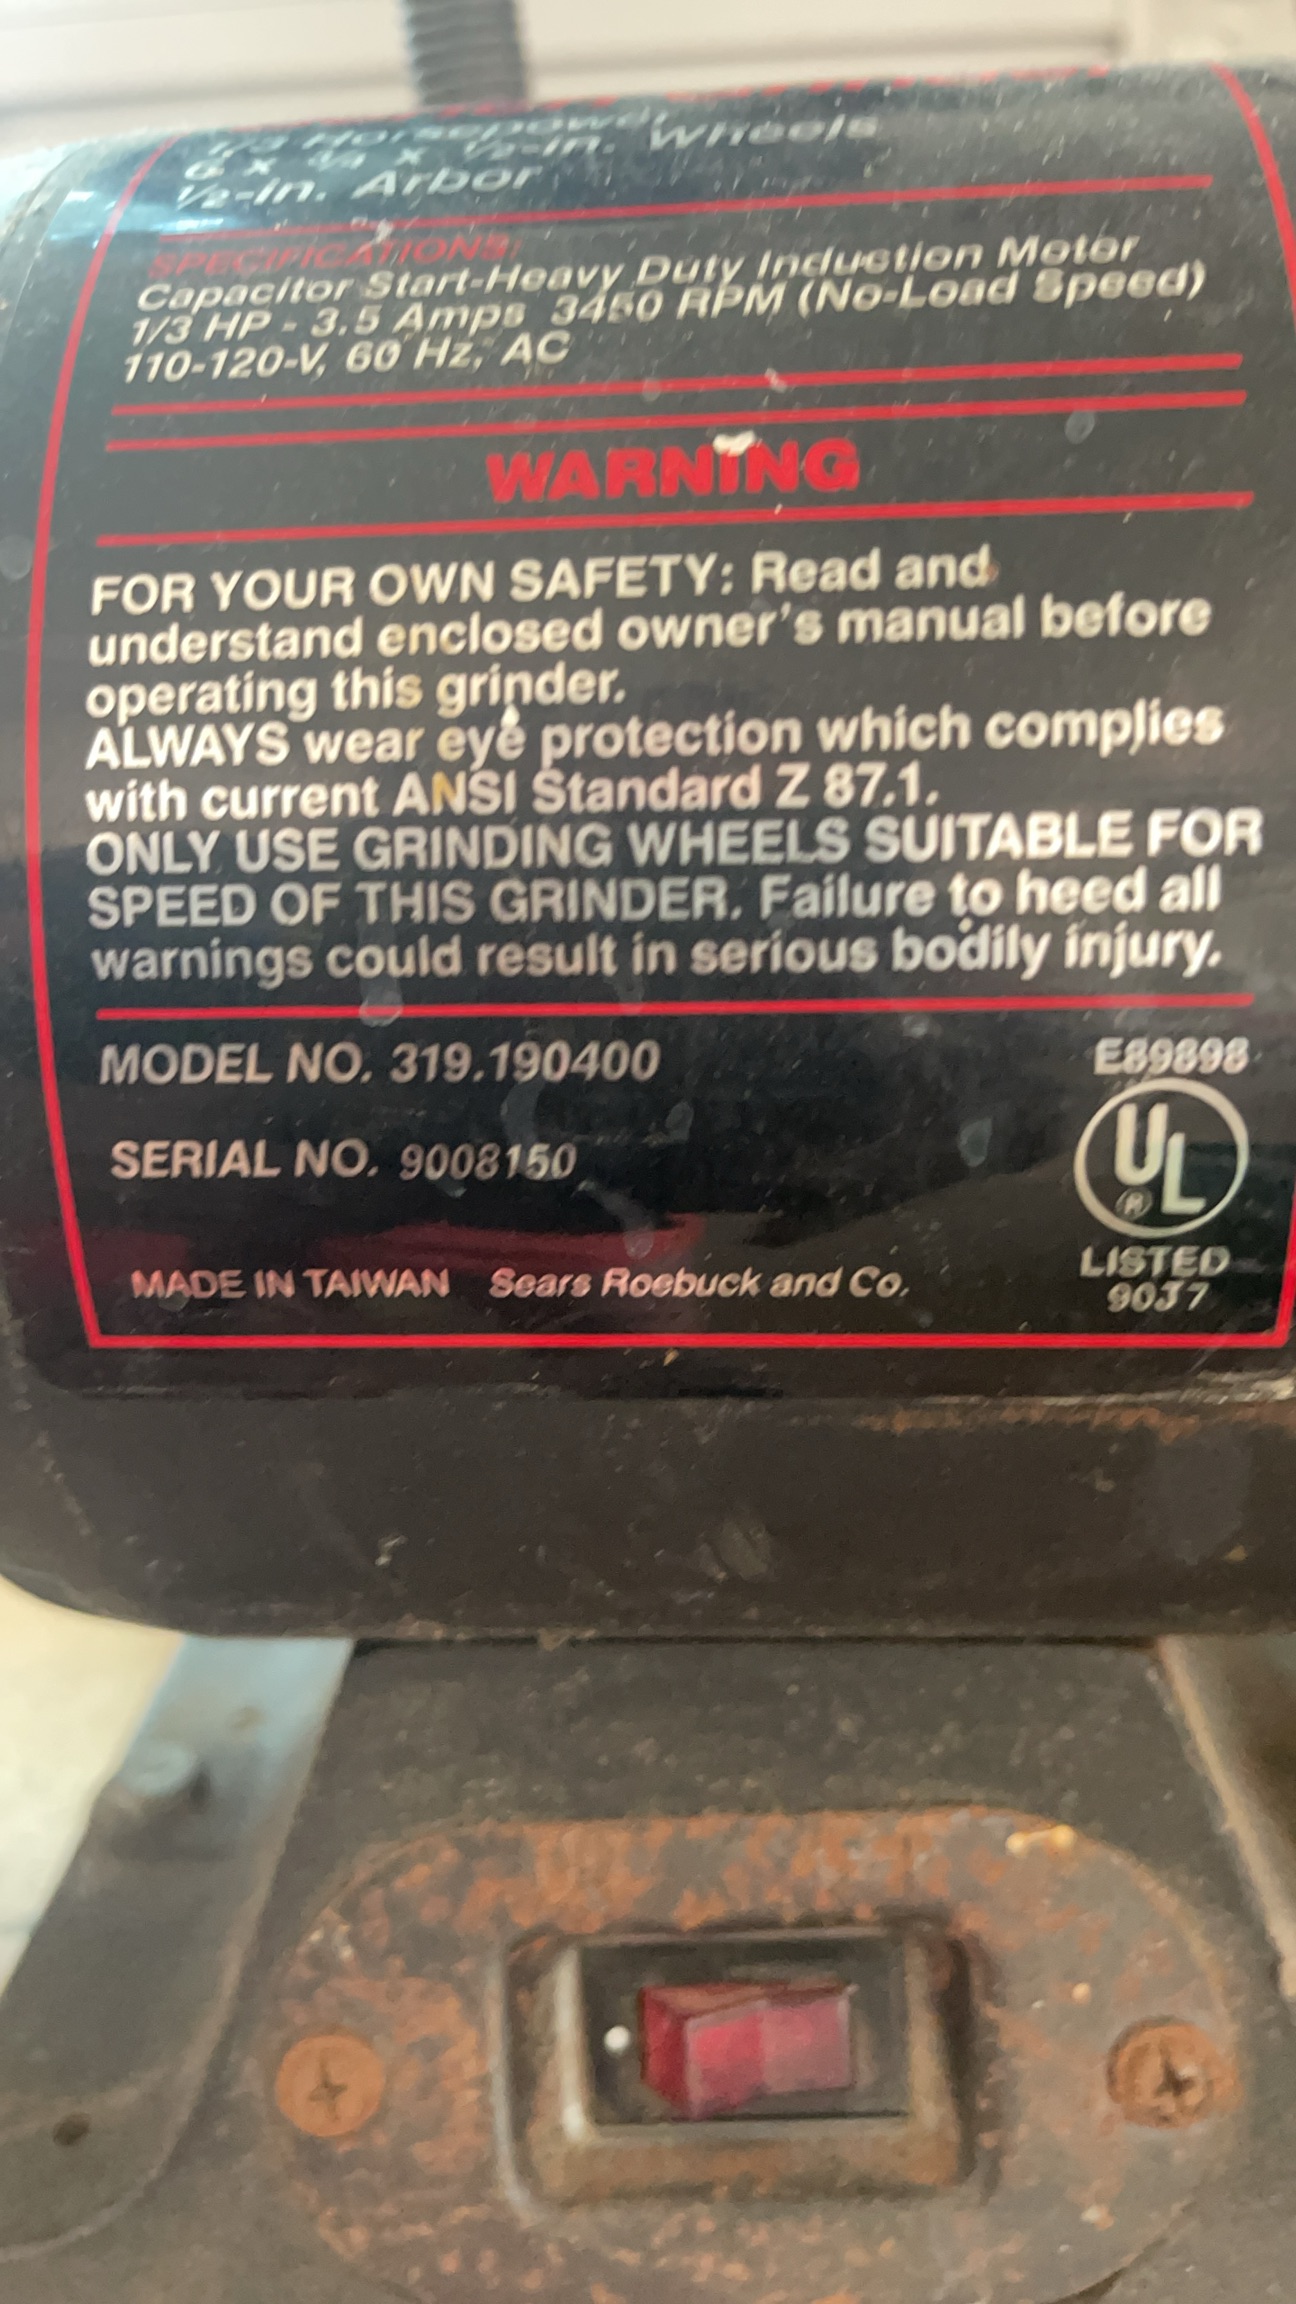 1/3 Horsepower
6 x 3/4 x 1/2-in. Wheels
1/2-in. Arbor
SPECIFICATIONS:
Capacitor Start-Heavy Duty Induction Motor
1/3 HP - 3.5 Amps 3450 RPM (No-Load Speed)
110-120-V, 60 Hz, AC
WARNING
FOR YOUR OWN SAFETY: Read and
understand enclosed owner's manual before
operating this grinder.
ALWAYS wear eye protection which complies
with current ANSI Standard Z 87.1.
ONLY USE GRINDING WHEELS SUITABLE FOR
SPEED OF THIS GRINDER. Failure to heed all
warnings could result in serious bodily injury.
MODEL NO. 319.190400
E89898
SERIAL NO. 9008150
UL
®
LISTED
90J7
MADE IN TAIWAN Sears Roebuck and Co.